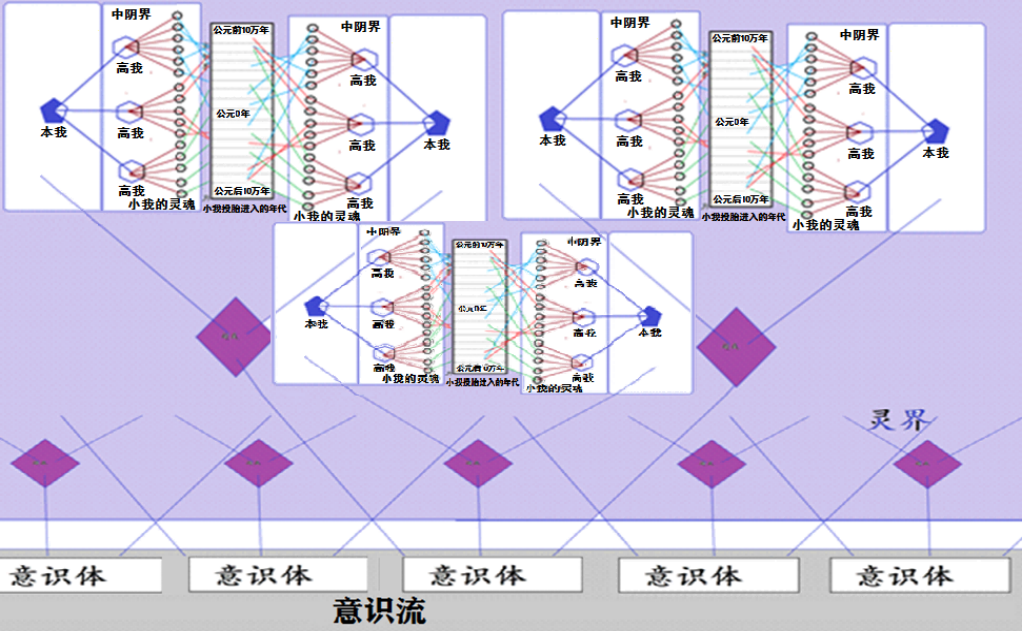 中阴界
公元前10万年
中阴界
高我
高我
本我
高我
公元0年
高我
本我
高我
公元后10万年
高我
小我的灵魂
小我投胎进入的年代
小我的灵魂
中阴界
公元前10万年
中阴界
高我
高我
本我
高我
公元0年
高我
本我
高我
公元后10万年
高我
小我的灵魂
小我投胎进入的年代
小我的灵魂
中阴界
公元前10万年
中阴界
高我
高我
本我
高我
公元0年
高我
本我
高我
公元后10万年
高我
小我的灵魂
小我投胎进入的年代
小我的灵魂
灵界
意识体
意识体
意识体
意识体
意识体
意识流